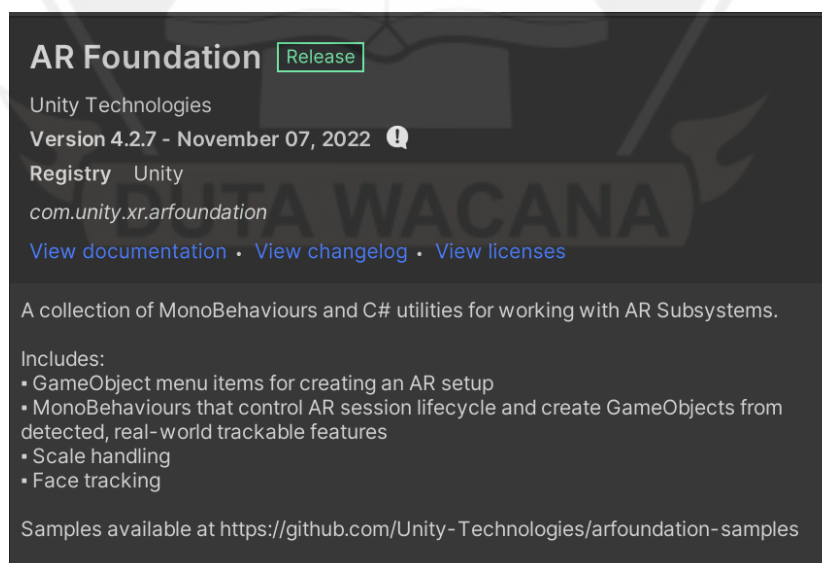 AR Foundation Release
Unity Technologies
Version 4.2.7 - November 07, 2022
Registry Unity
com.unity.xr.arfoundation
DUTA WACANA
View documentation • View changelog • View licenses
A collection of MonoBehaviours and C# utilities for working with AR Subsystems.
Includes:
▪ GameObject menu items for creating an AR setup
▪ MonoBehaviours that control AR session lifecycle and create GameObjects from
detected, real-world trackable features
▪ Scale handling
▪ Face tracking
Samples available at https://github.com/Unity-Technologies/arfoundation-samples